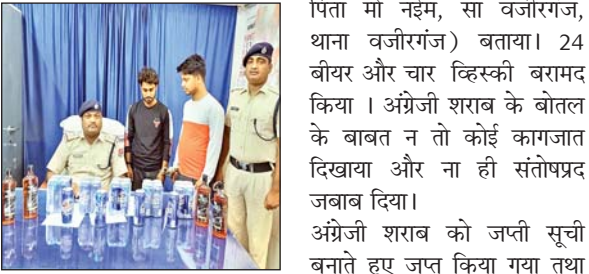 पिता मो नईम, सा वजीरगंज,
थाना वजीरगंज) बताया। 24
बीयर और चार व्हिस्की बरामद
किया । अंग्रेजी शराब के बोतल
के बाबत न तो कोई कागजात
दिखाया और ना ही संतोषप्रद
जबाब दिया।
अंग्रेजी शराब को जप्ती सूची
बनाते हुए जप्त किया गया तथा